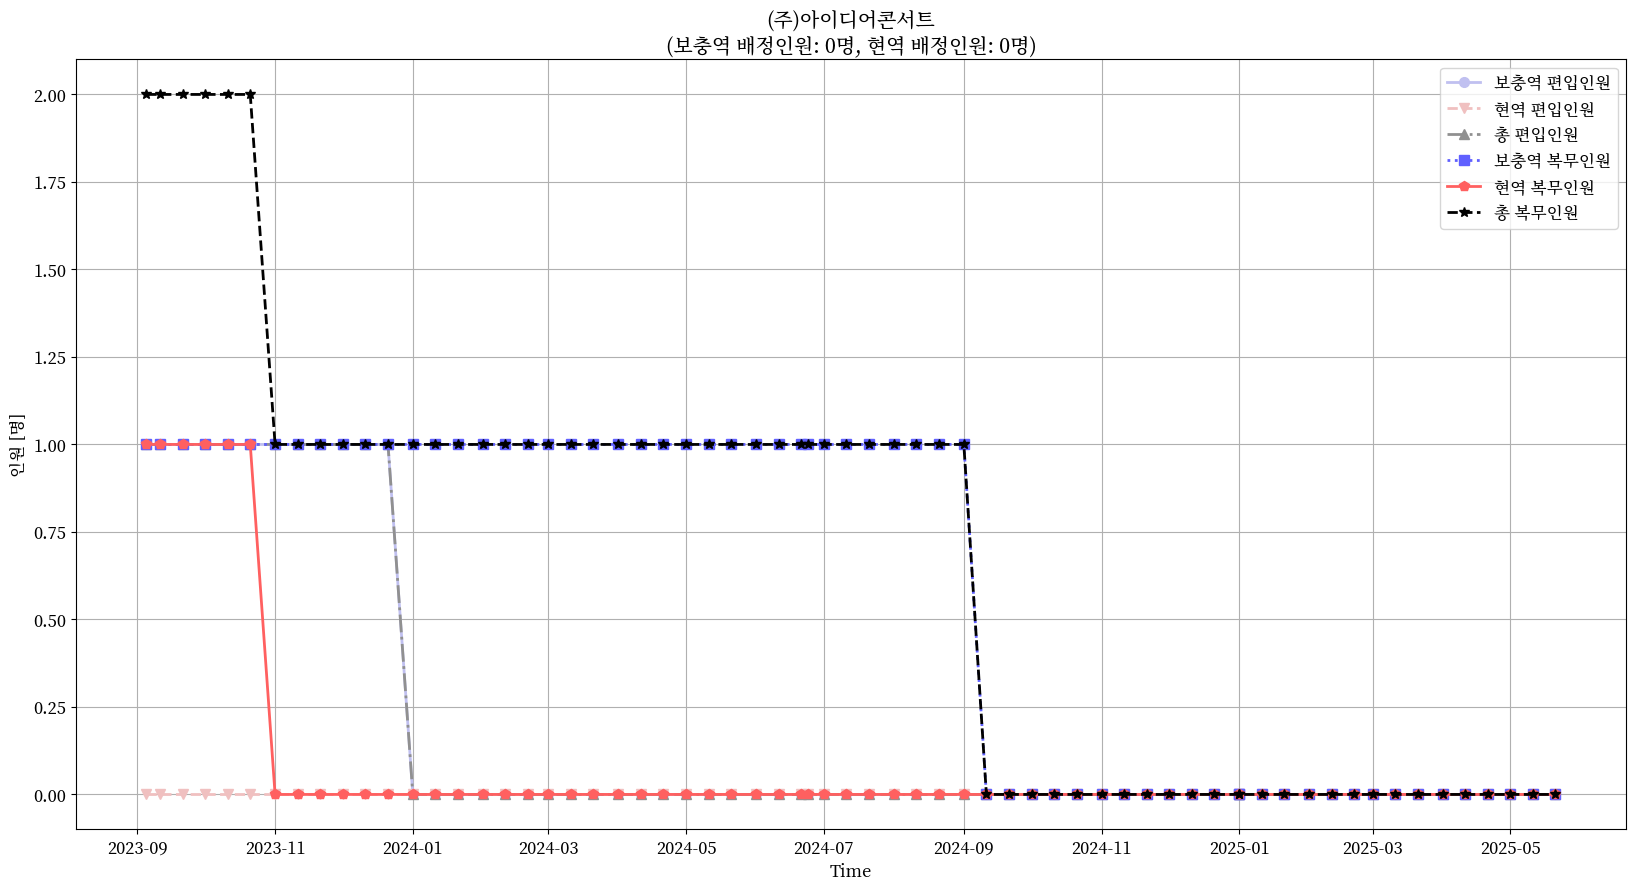 (주)아이디어콘서트
(보충역 배정인원: 0명, 현역 배정인원: 0명)
보충역 편입인원
현역 편입인원
총 편입인원
보충역 복무인원
현역 복무인원
총 복무인원
인원 [명]
2.00
1.75
1.50
1.25
1.00
0.75
0.50
0.25
0.00
2023-09
2023-11
2024-01
2024-03
2024-05
2024-07
2024-09
2024-11
2025-01
2025-03
2025-05
Time